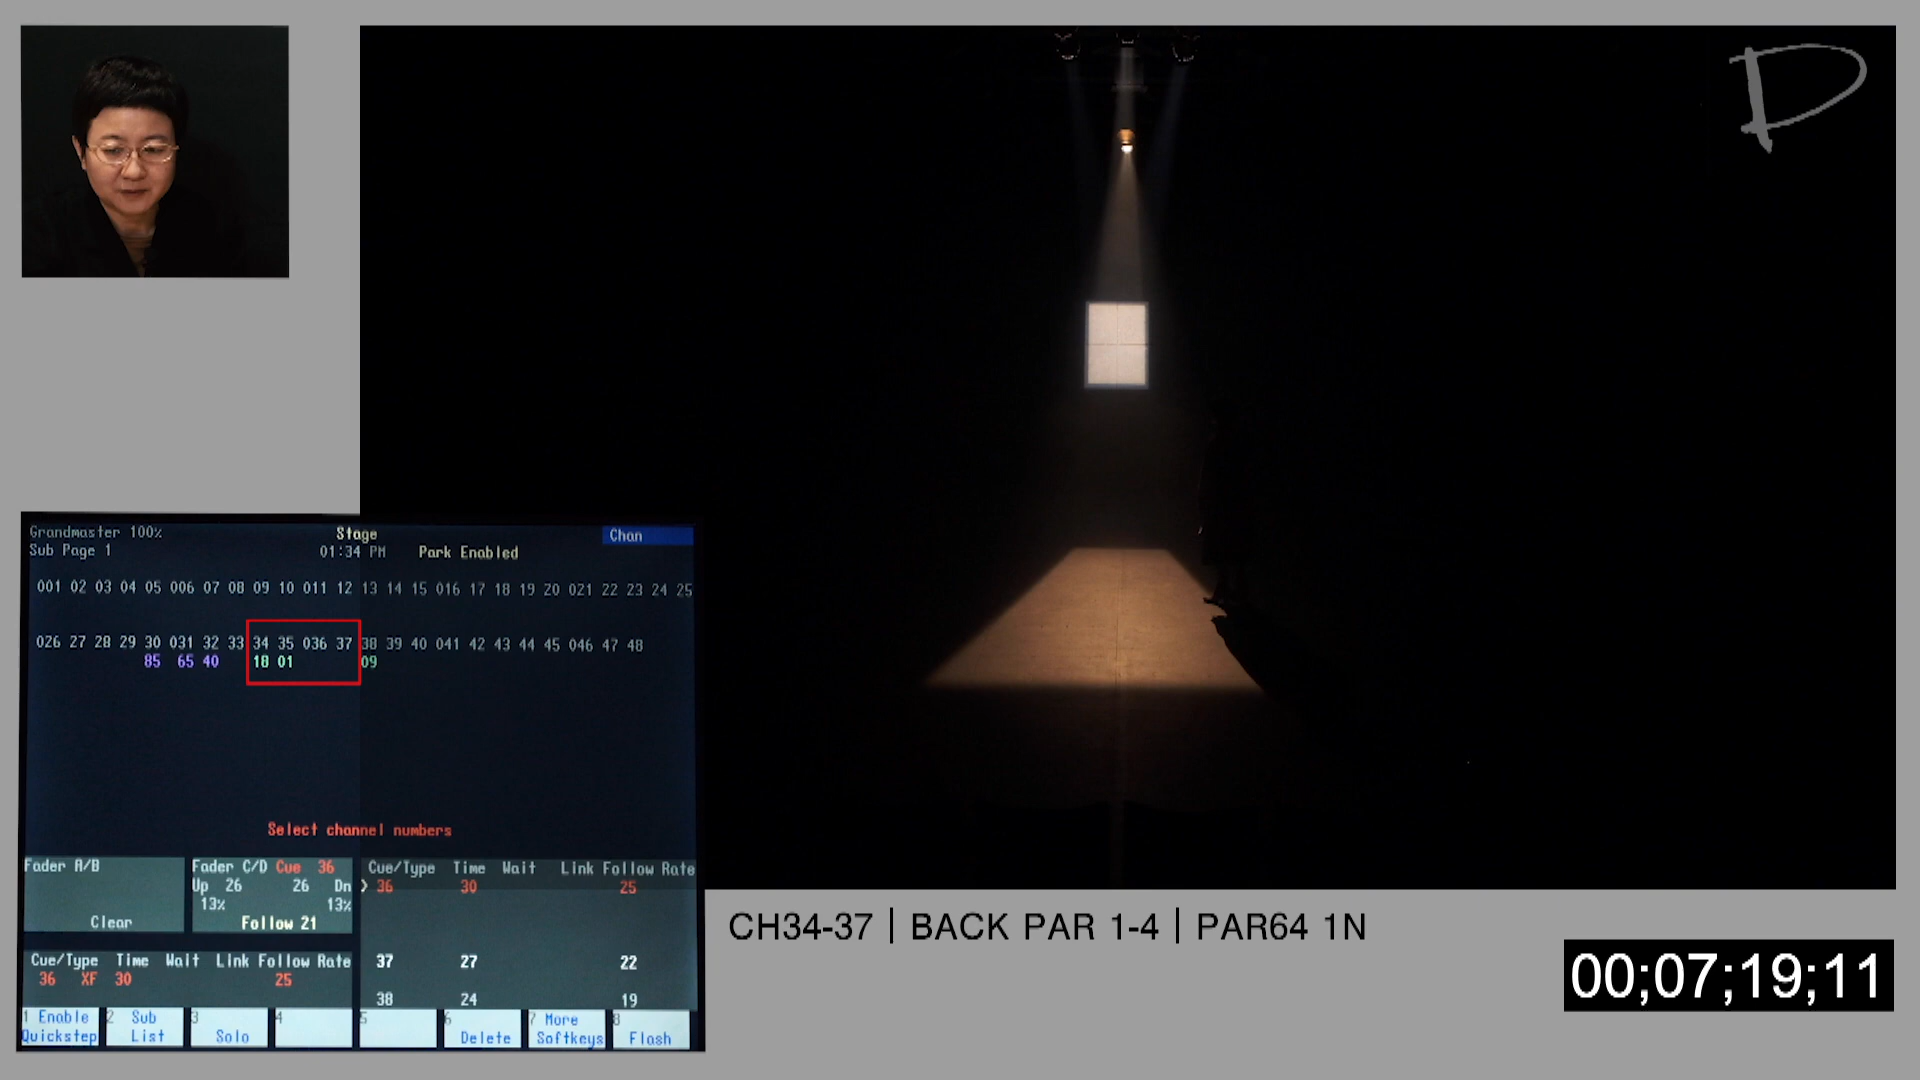 D
Grandmaster 100% Stage Chan
Sub Page 1 01:34 PM Park Enabled
001 02 03 04 05 006 07 08 09 10 011 12 13 14 15 016 17 18 19 20 021 22 23 24 25
026 27 28 29 30 031 32 33 34 35 036 37 38 39 40 041 42 43 44 45 046 47 48
85 65 40 18 01 09
Select channel numbers
Fader A/B
Clear
Fader C/D Cue 36
Up 26 26 Dn
13% 13%
Follow 21
Cue/Type Time Wait Link Follow Rate
36 XF 30 25
Cue/Type Time Wait Link Follow Rate
36 30 25
37 27 22
38 24 19
1 Enable Quickstep
2 Sub List
3 Solo
4
5
6 Delete
7 More Softkeys
8 Flash
CH34-37 | BACK PAR 1-4 | PAR64 1N
00;07;19;11